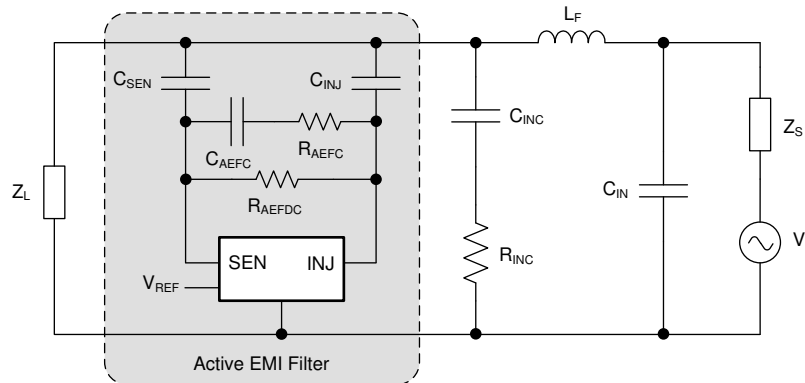 L_F
C_SEN
C_INJ
C_INC
Z_S
C_AEFC
R_AEFC
Z_L
C_IN
R_AEFDC
V
SEN INJ
R_INC
V_REF
Active EMI Filter